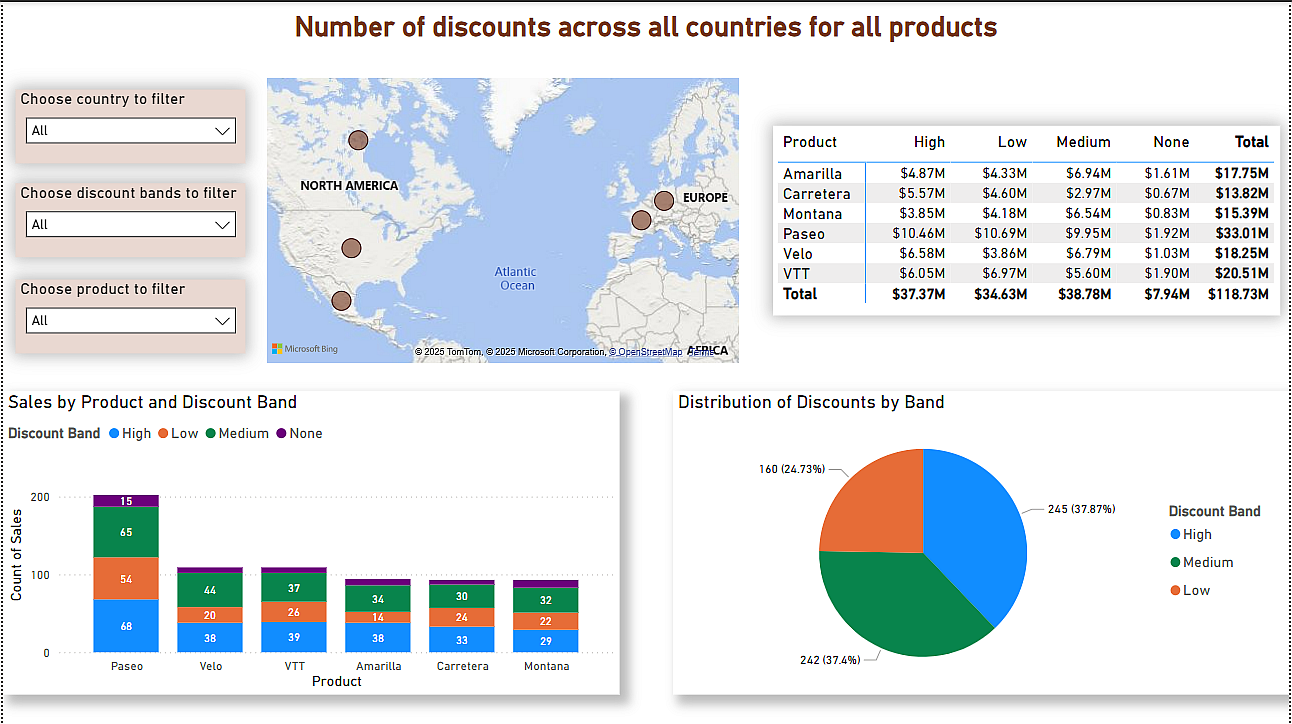 Number of discounts across all countries for all products
Choose country to filter
All
Choose discount bands to filter
All
Choose product to filter
All
NORTH AMERICA
EUROPE
Atlantic
Ocean
AFRICA
Microsoft Bing
© 2025 TomTom, © 2025 Microsoft Corporation, © OpenStreetMap Terms
Product High Low Medium None Total
Amarilla $4.87M $4.33M $6.94M $1.61M $17.75M
Carretera $5.57M $4.60M $2.97M $0.67M $13.82M
Montana $3.85M $4.18M $6.54M $0.83M $15.39M
Paseo $10.46M $10.69M $9.95M $1.92M $33.01M
Velo $6.58M $3.86M $6.79M $1.03M $18.25M
VTT $6.05M $6.97M $5.60M $1.90M $20.51M
Total $37.37M $34.63M $38.78M $7.94M $118.73M
Sales by Product and Discount Band
Discount Band High Low Medium None
Count of Sales
200
100
0
15
65
54
68
44
20
38
37
26
39
34
14
38
30
24
33
32
22
29
Paseo Velo VTT Amarilla Carretera Montana
Product
Distribution of Discounts by Band
160 (24.73%)
245 (37.87%)
242 (37.4%)
Discount Band
High
Medium
Low